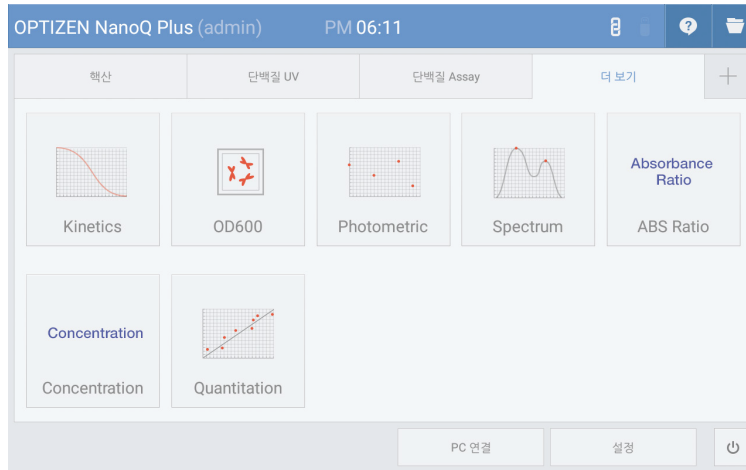 OPTIZEN NanoQ Plus (admin) PM 06:11
핵산 단백질 UV 단백질 Assay 더 보기
Absorbance
Ratio
Kinetics OD600 Photometric Spectrum ABS Ratio
Concentration
Concentration Quantitation
PC 연결 설정